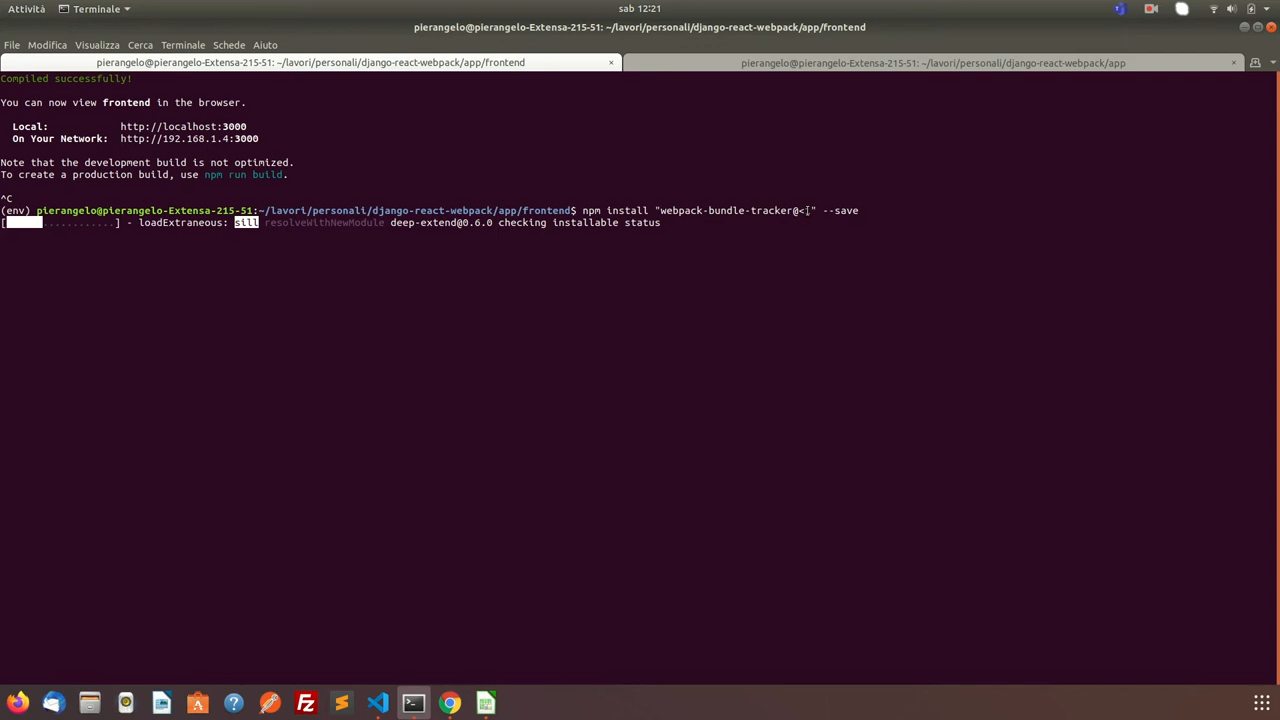 Attività Terminale sab 12:21
pierangelo@pierangelo-Extensa-215-51: ~/lavori/personali/django-react-webpack/app/frontend
File Modifica Visualizza Cerca Terminale Schede Aiuto
pierangelo@pierangelo-Extensa-215-51: ~/lavori/personali/django-react-webpack/app/frontend × pierangelo@pierangelo-Extensa-215-51: ~/lavori/personali/django-react-webpack/app ×
Compiled successfully!
You can now view frontend in the browser.
Local: http://localhost:3000
On Your Network: http://192.168.1.4:3000
Note that the development build is not optimized.
To create a production build, use npm run build.
^C
(env) pierangelo@pierangelo-Extensa-215-51:~/lavori/personali/django-react-webpack/app/frontend$ npm install "webpack-bundle-tracker@<" --save
[ ............] - loadExtraneous: sill resolveWithNewModule deep-extend@0.6.0 checking installable status